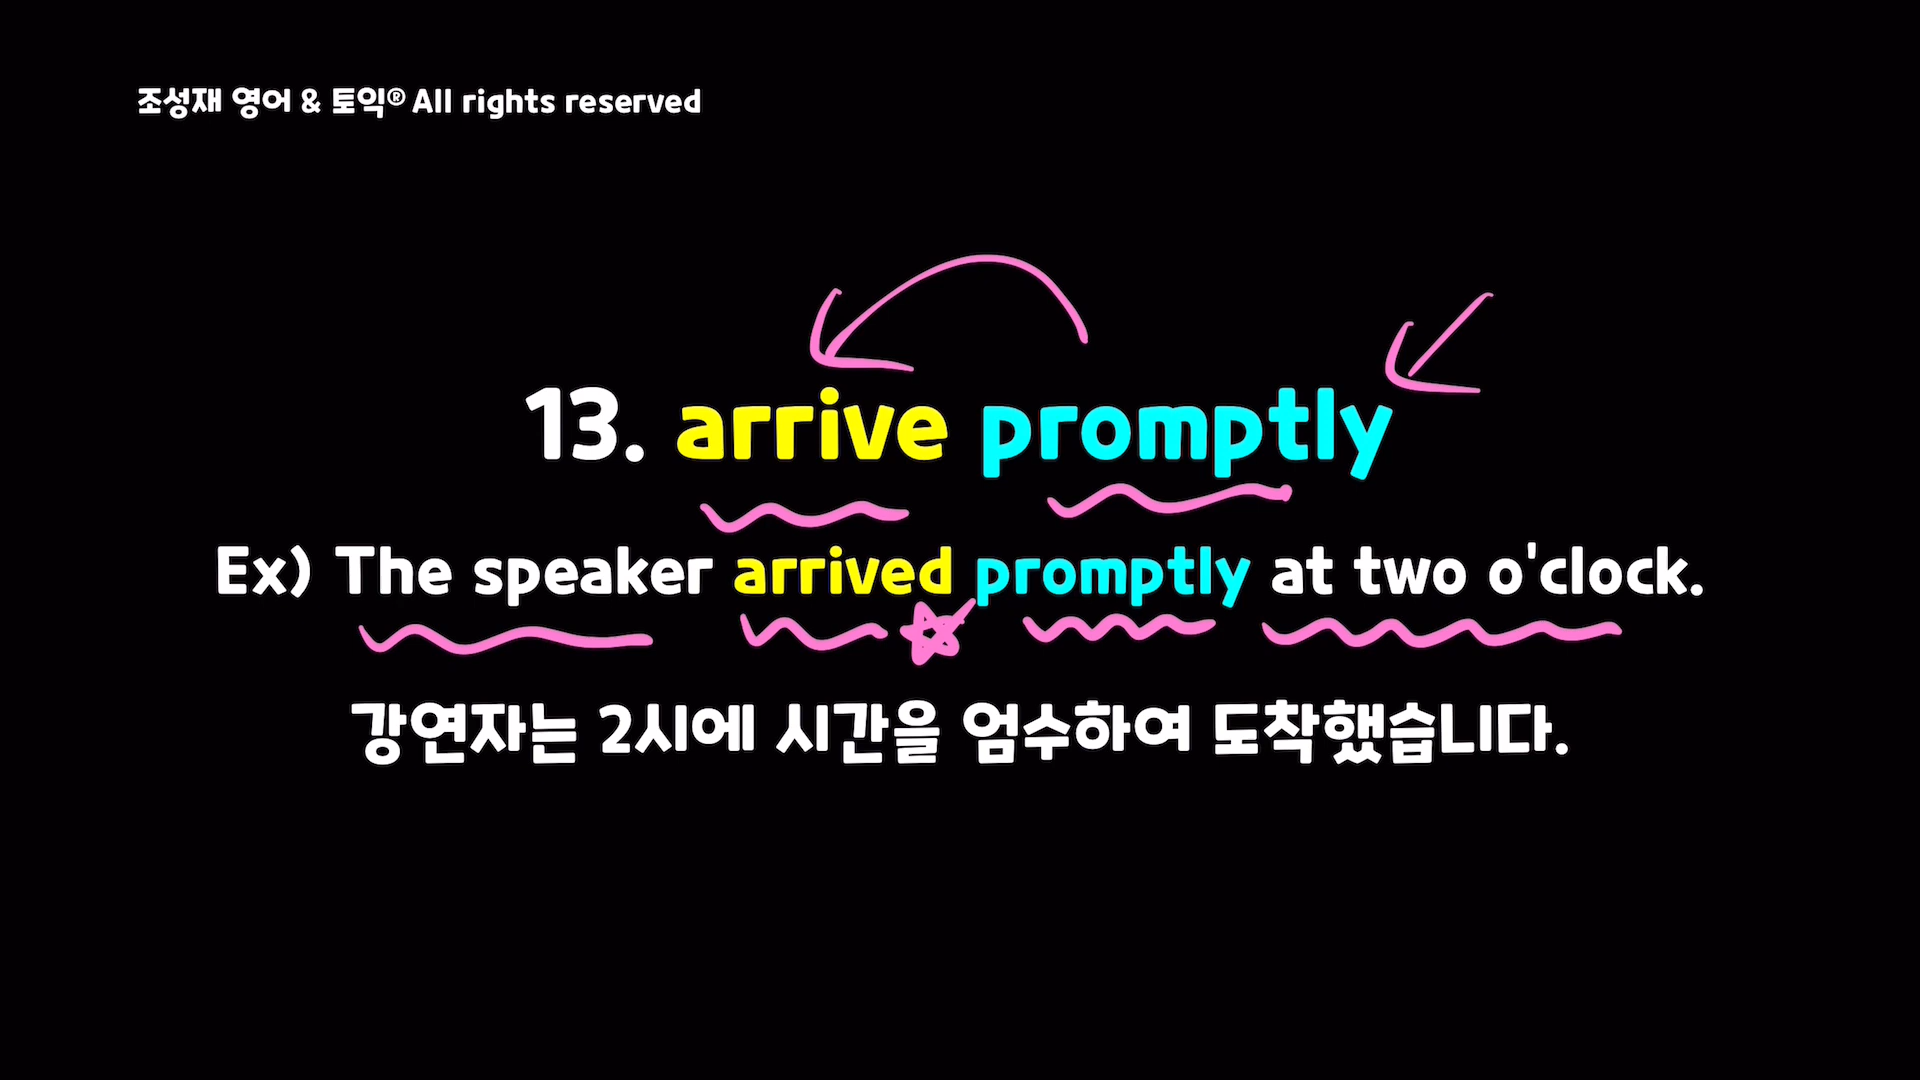 조성재 영어 & 토익® All rights reserved
13. arrive promptly
Ex) The speaker arrived promptly at two o'clock.
강연자는 2시에 시간을 엄수하여 도착했습니다.